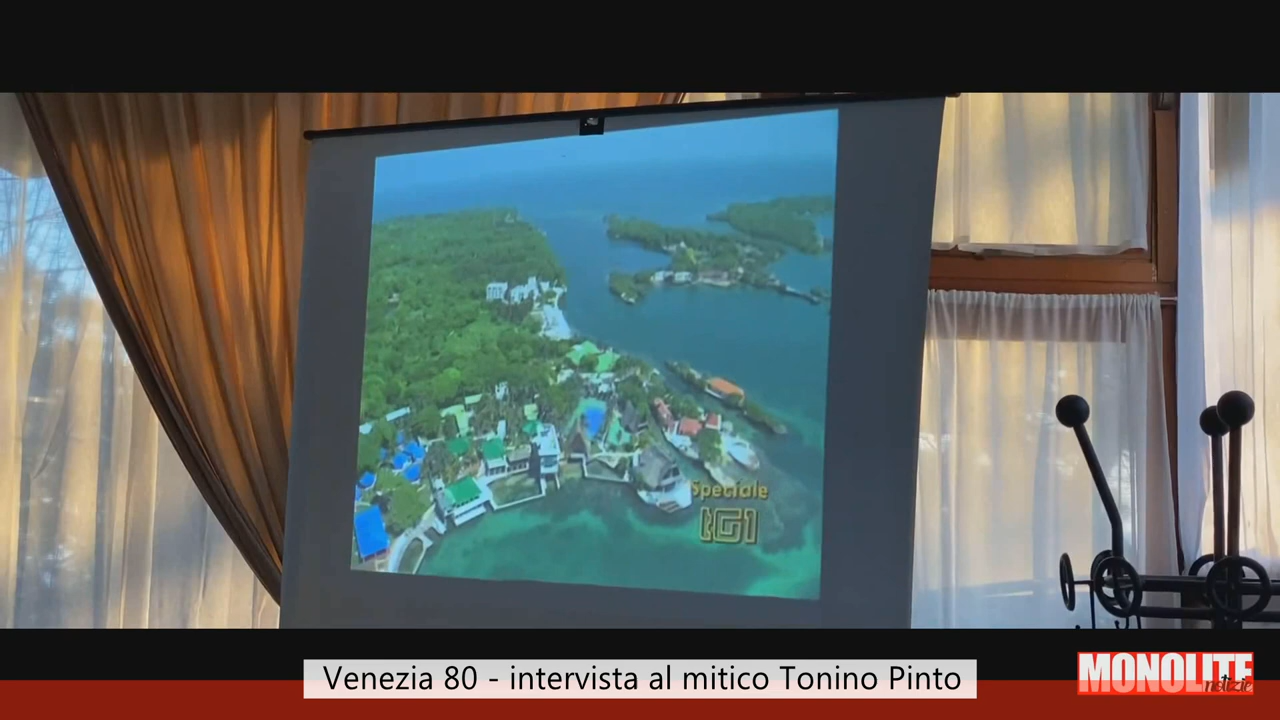 Speciale
tG1
Venezia 80 - intervista al mitico Tonino Pinto
MONOLITE
notizie